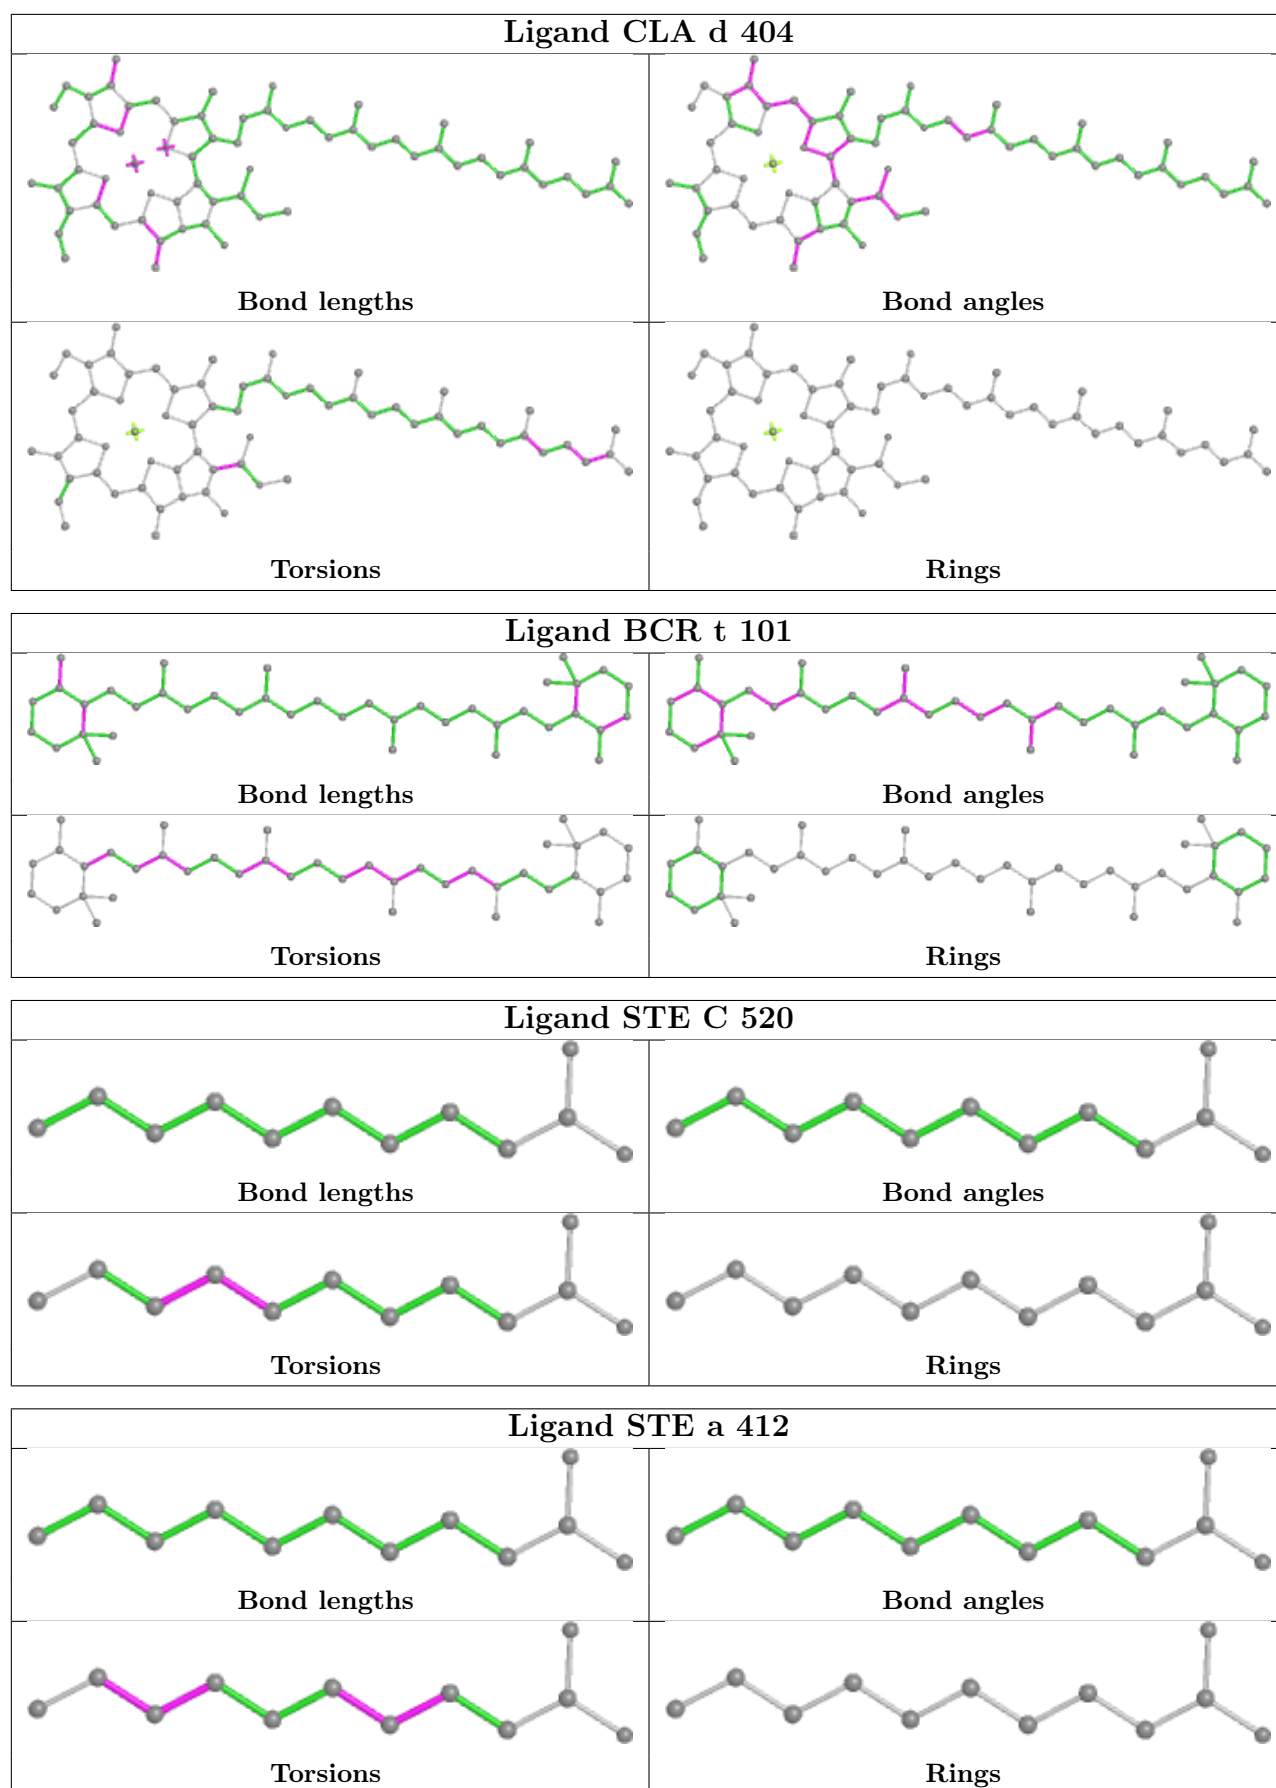 Ligand CLA d 404
Bond lengths
Bond angles
Torsions
Rings
Ligand BCR t 101
Bond lengths
Bond angles
Torsions
Rings
Ligand STE C 520
Bond lengths
Bond angles
Torsions
Rings
Ligand STE a 412
Bond lengths
Bond angles
Torsions
Rings